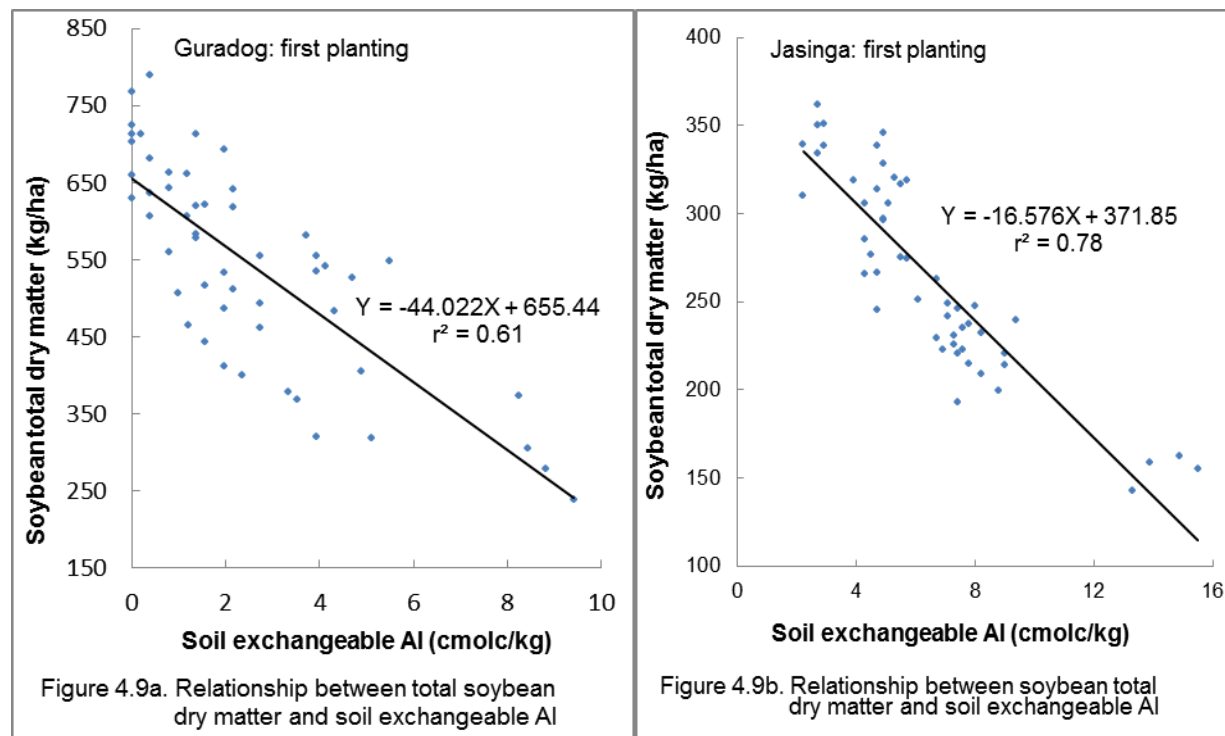 Guradog: first planting
850
750
650
550
450
350
250
150
Soybean total dry matter (kg/ha)
Y = -44.022X + 655.44
r² = 0.61
0 2 4 6 8 10
Soil exchangeable Al (cmolc/kg)
Figure 4.9a. Relationship between total soybean
dry matter and soil exchangeable Al
Jasinga: first planting
400
350
300
250
200
150
100
Soybean total dry matter (kg/ha)
Y = -16.576X + 371.85
r² = 0.78
0 4 8 12 16
Soil exchangeable Al (cmolc/kg)
Figure 4.9b. Relationship between soybean total
dry matter and soil exchangeable Al